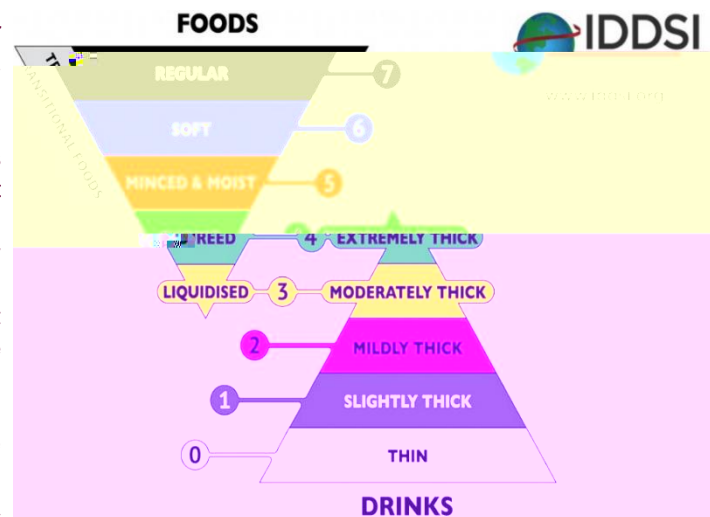 FOODS
IDDSI
REGULAR 7
SOFT 6
MINCED & MOIST 5
4 EXTREMELY THICK
LIQUIDISED 3 MODERATELY THICK
2 MILDLY THICK
1 SLIGHTLY THICK
0 THIN
DRINKS